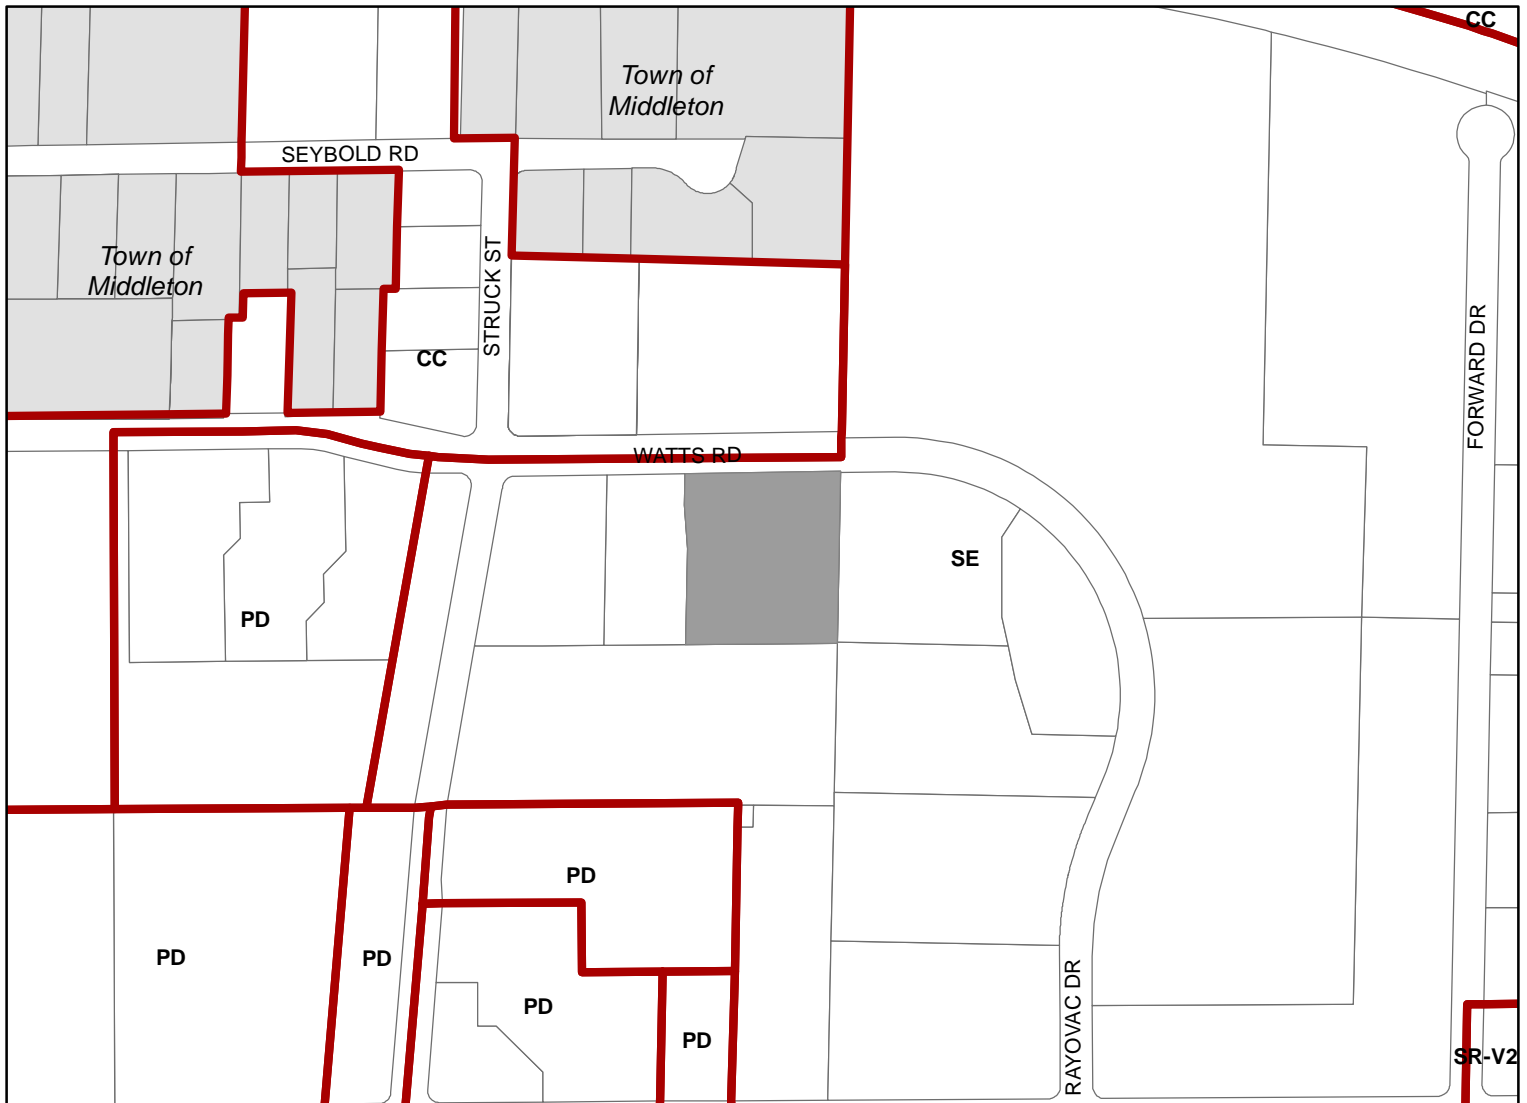 CC
Town of
Middleton
SEYBOLD RD
Town of
Middleton
STRUCK ST
FORWARD DR
CC
WATTS RD
SE
PD
PD
PD
PD
PD
PD
RAYOVAC DR
SR-V2